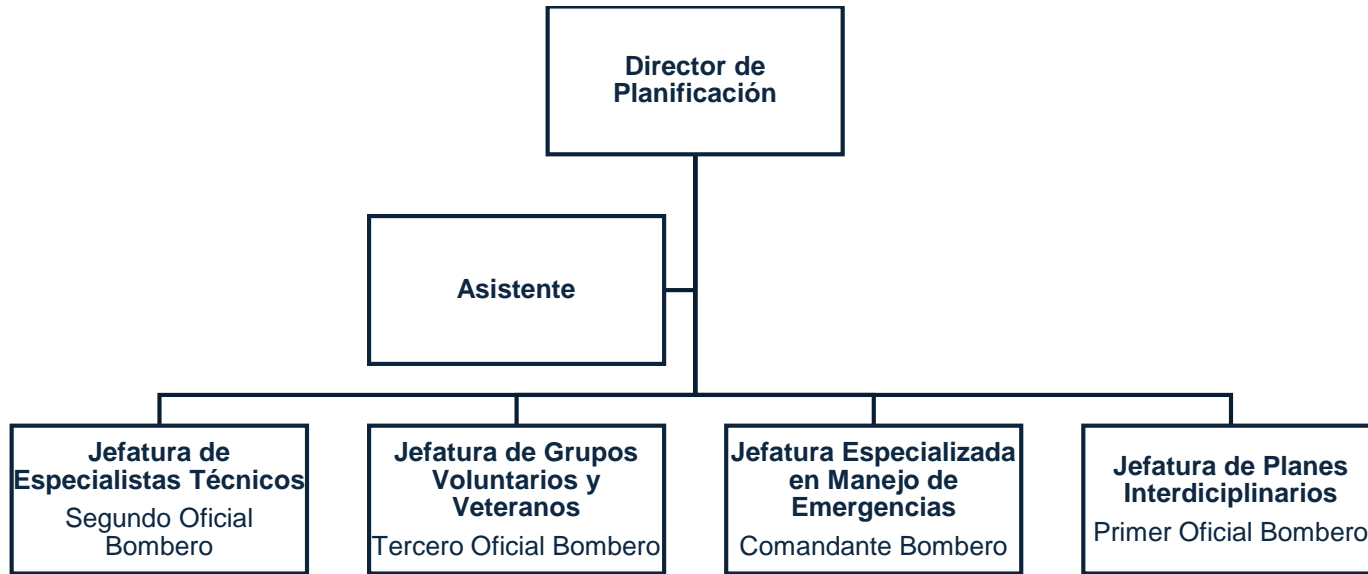 Director de
Planificación
Asistente
Jefatura de
Especialistas Técnicos
Segundo Oficial
Bombero
Jefatura de Grupos
Voluntarios y
Veteranos
Tercero Oficial Bombero
Jefatura Especializada
en Manejo de
Emergencias
Comandante Bombero
Jefatura de Planes
Interdiciplinarios
Primer Oficial Bombero